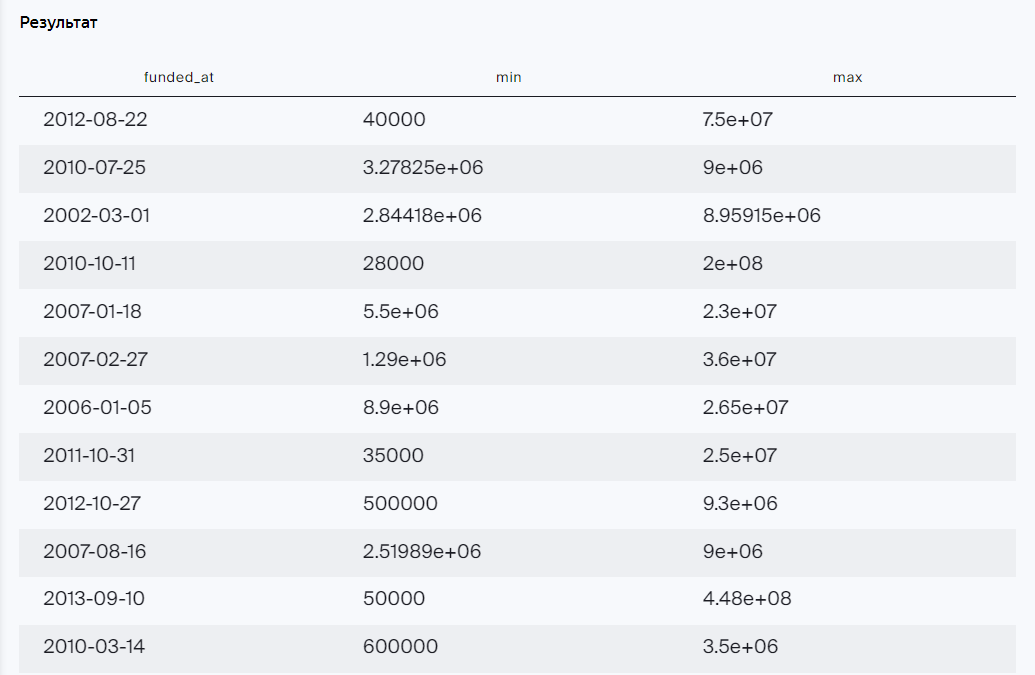 Результат
funded_at min max
2012-08-22 40000 7.5e+07
2010-07-25 3.27825e+06 9e+06
2002-03-01 2.84418e+06 8.95915e+06
2010-10-11 28000 2e+08
2007-01-18 5.5e+06 2.3e+07
2007-02-27 1.29e+06 3.6e+07
2006-01-05 8.9e+06 2.65e+07
2011-10-31 35000 2.5e+07
2012-10-27 500000 9.3e+06
2007-08-16 2.51989e+06 9e+06
2013-09-10 50000 4.48e+08
2010-03-14 600000 3.5e+06